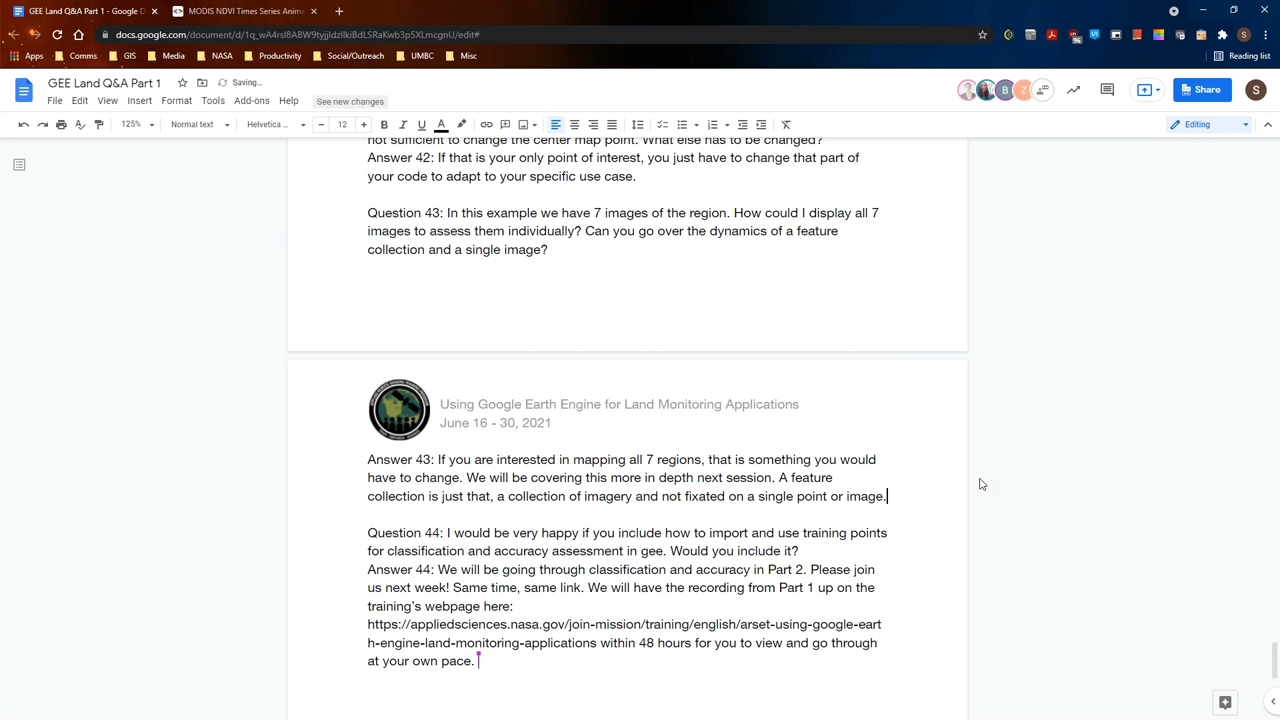 GEE Land Q&A Part 1 - Google D
MODIS NDVI Times Series Anima
docs.google.com/document/d/1q_wA4rsI8ABW9tyjjIdzIlkiBdLSRaKwb3p5XLmcgnU/edit#
Apps Comms GIS Media NASA Productivity Social/Outreach UMBC Misc Reading list
GEE Land Q&A Part 1 Saving...
File Edit View Insert Format Tools Add-ons Help See new changes
B Z Share S
125% Normal text Helvetica ... 12 B I U A Editing
not sufficient to change the center map point. What else has to be changed?
Answer 42: If that is your only point of interest, you just have to change that part of
your code to adapt to your specific use case.
Question 43: In this example we have 7 images of the region. How could I display all 7
images to assess them individually? Can you go over the dynamics of a feature
collection and a single image?
Using Google Earth Engine for Land Monitoring Applications
June 16 - 30, 2021
Answer 43: If you are interested in mapping all 7 regions, that is something you would
have to change. We will be covering this more in depth next session. A feature
collection is just that, a collection of imagery and not fixated on a single point or image.
Question 44: I would be very happy if you include how to import and use training points
for classification and accuracy assessment in gee. Would you include it?
Answer 44: We will be going through classification and accuracy in Part 2. Please join
us next week! Same time, same link. We will have the recording from Part 1 up on the
training's webpage here:
https://appliedsciences.nasa.gov/join-mission/training/english/arset-using-google-eart
h-engine-land-monitoring-applications within 48 hours for you to view and go through
at your own pace.